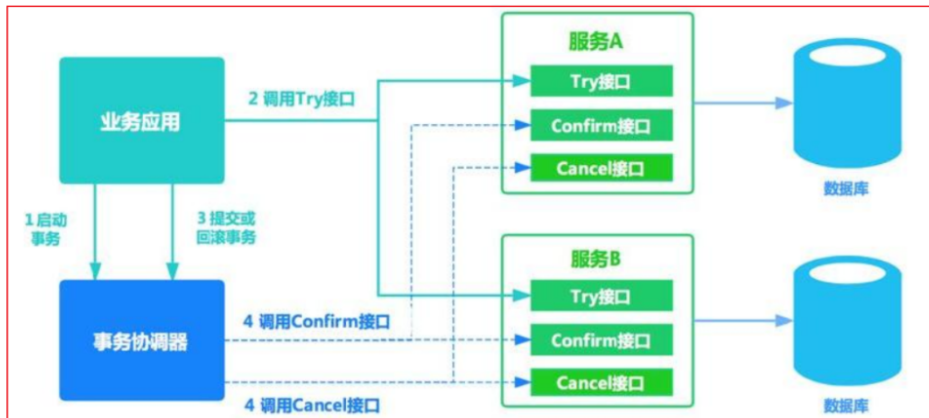 服务A
Try接口
Confirm接口
Cancel接口
数据库
业务应用
2 调用Try接口
1 启动
事务
3 提交或
回滚事务
事务协调器
4 调用Confirm接口
4 调用Cancel接口
服务B
Try接口
Confirm接口
Cancel接口
数据库